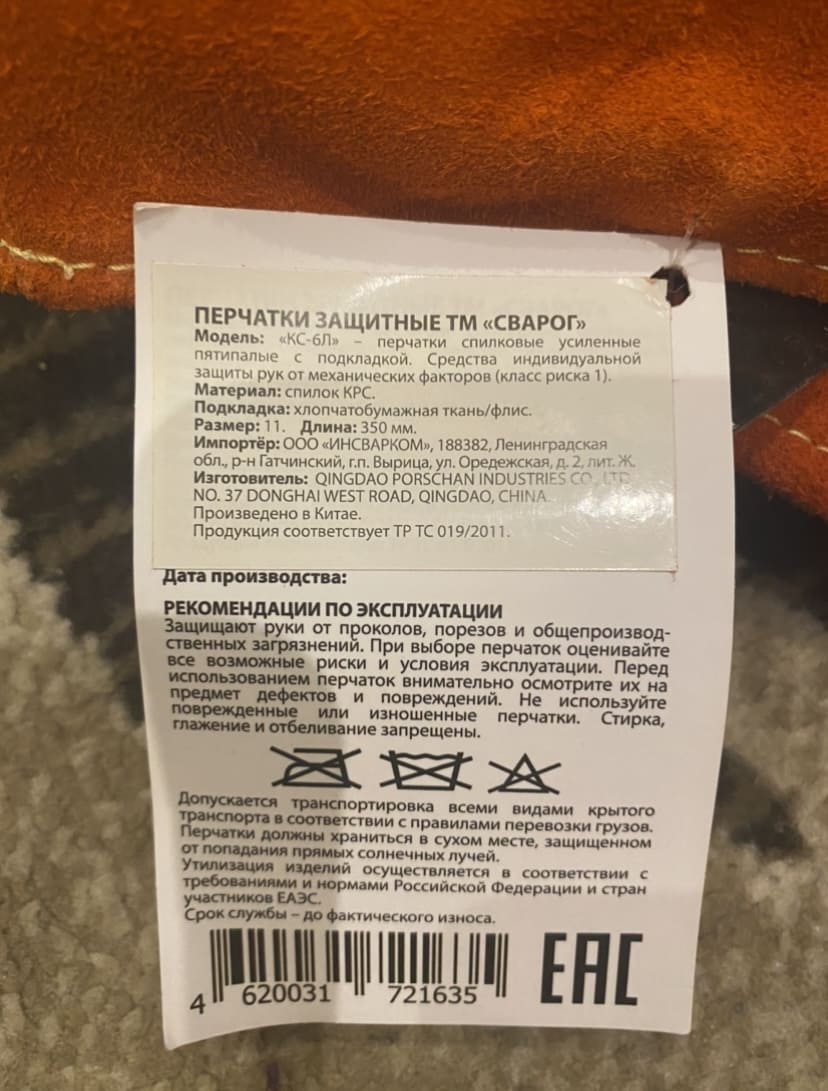 ПЕРЧАТКИ ЗАЩИТНЫЕ ТМ «СВАРОГ»
Модель: «КС-6Л» – перчатки спилковые усиленные
пятипалые с подкладкой. Средства индивидуальной
защиты рук от механических факторов (класс риска 1).
Материал: спилок КРС.
Подкладка: хлопчатобумажная ткань/флис.
Размер: 11. Длина: 350 мм.
Импортёр: ООО «ИНСВАРКОМ», 188382, Ленинградская
обл., р-н Гатчинский, г.п. Вырица, ул. Оредежская, д. 2, лит. Ж.
Изготовитель: QINGDAO PORSCHAN INDUSTRIES CO., LTD
NO. 37 DONGHAI WEST ROAD, QINGDAO, CHINA.
Произведено в Китае.
Продукция соответствует ТР ТС 019/2011.
Дата производства:
РЕКОМЕНДАЦИИ ПО ЭКСПЛУАТАЦИИ
Защищают руки от проколов, порезов и общепроизвод-
ственных загрязнений. При выборе перчаток оценивайте
все возможные риски и условия эксплуатации. Перед
использованием перчаток внимательно осмотрите их на
предмет дефектов и повреждений. Не используйте
поврежденные или изношенные перчатки. Стирка,
глажение и отбеливание запрещены.
Допускается транспортировка всеми видами крытого
транспорта в соответствии с правилами перевозки грузов.
Перчатки должны храниться в сухом месте, защищенном
от попадания прямых солнечных лучей.
Утилизация изделий осуществляется в соответствии с
требованиями и нормами Российской Федерации и стран
участников ЕАЭС.
Срок службы – до фактического износа.
4 620031 721635
EAC